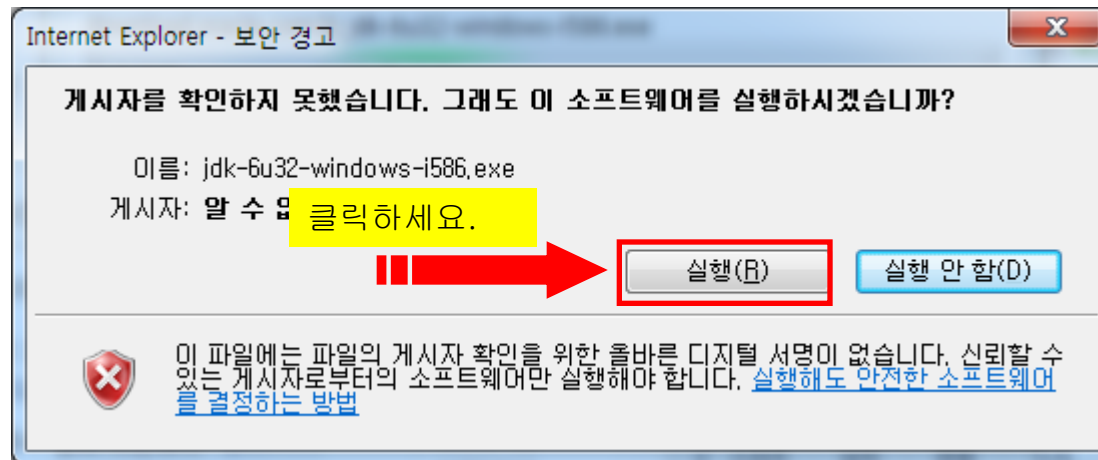 Internet Explorer - 보안 경고
게시자를 확인하지 못했습니다. 그래도 이 소프트웨어를 실행하시겠습니까?
이름: jdk-6u32-windows-i586.exe
게시자: 알 수
클릭하세요.
실행(R)
실행 안 함(D)
이 파일에는 파일의 게시자 확인을 위한 올바른 디지털 서명이 없습니다. 신뢰할 수
있는 게시자로부터의 소프트웨어만 실행해야 합니다. 실행해도 안전한 소프트웨어
를 결정하는 방법